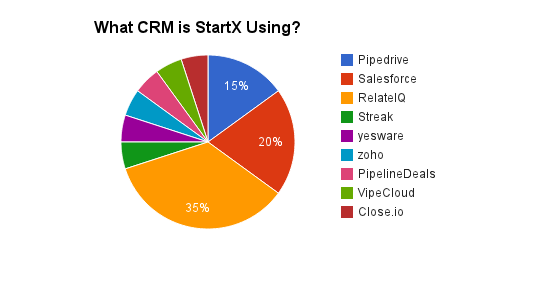 What CRM is StartX Using?
15%
20%
35%
Pipedrive
Salesforce
RelateIQ
Streak
yesware
zoho
PipelineDeals
VipeCloud
Close.io